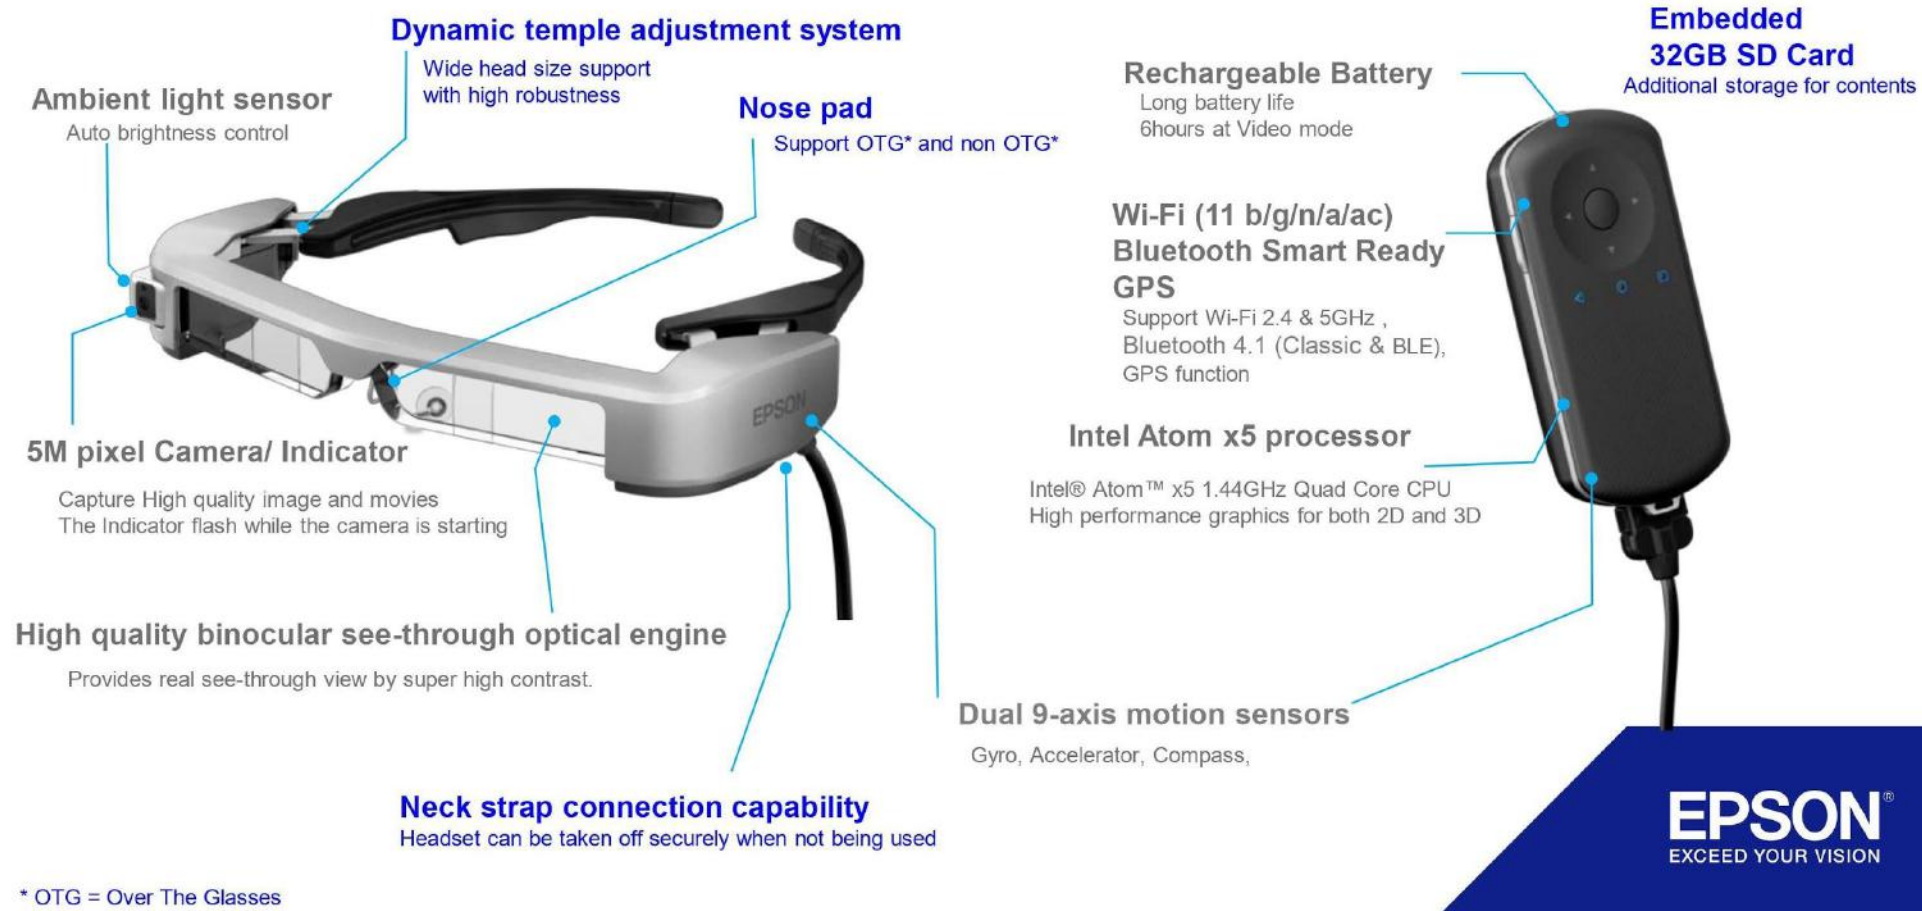 Dynamic temple adjustment system
Wide head size support
with high robustness
Ambient light sensor
Auto brightness control
Nose pad
Support OTG* and non OTG*
EPSON
5M pixel Camera/ Indicator
Capture High quality image and movies
The Indicator flash while the camera is starting
High quality binocular see-through optical engine
Provides real see-through view by super high contrast.
Neck strap connection capability
Headset can be taken off securely when not being used
* OTG = Over The Glasses
Embedded
32GB SD Card
Additional storage for contents
Rechargeable Battery
Long battery life
6hours at Video mode
Wi-Fi (11 b/g/n/a/ac)
Bluetooth Smart Ready
GPS
Support Wi-Fi 2.4 & 5GHz ,
Bluetooth 4.1 (Classic & BLE),
GPS function
Intel Atom x5 processor
Intel® Atom™ x5 1.44GHz Quad Core CPU
High performance graphics for both 2D and 3D
Dual 9-axis motion sensors
Gyro, Accelerator, Compass,
EPSON®
EXCEED YOUR VISION